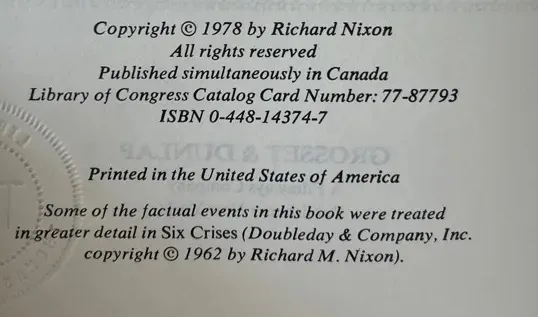 Copyright © 1978 by Richard Nixon
All rights reserved
Published simultaneously in Canada
Library of Congress Catalog Card Number: 77-87793
ISBN 0-448-14374-7
GROSSET & DUNLAP
Printed in the United States of America
Some of the factual events in this book were treated
in greater detail in Six Crises (Doubleday & Company, Inc.
copyright © 1962 by Richard M. Nixon).